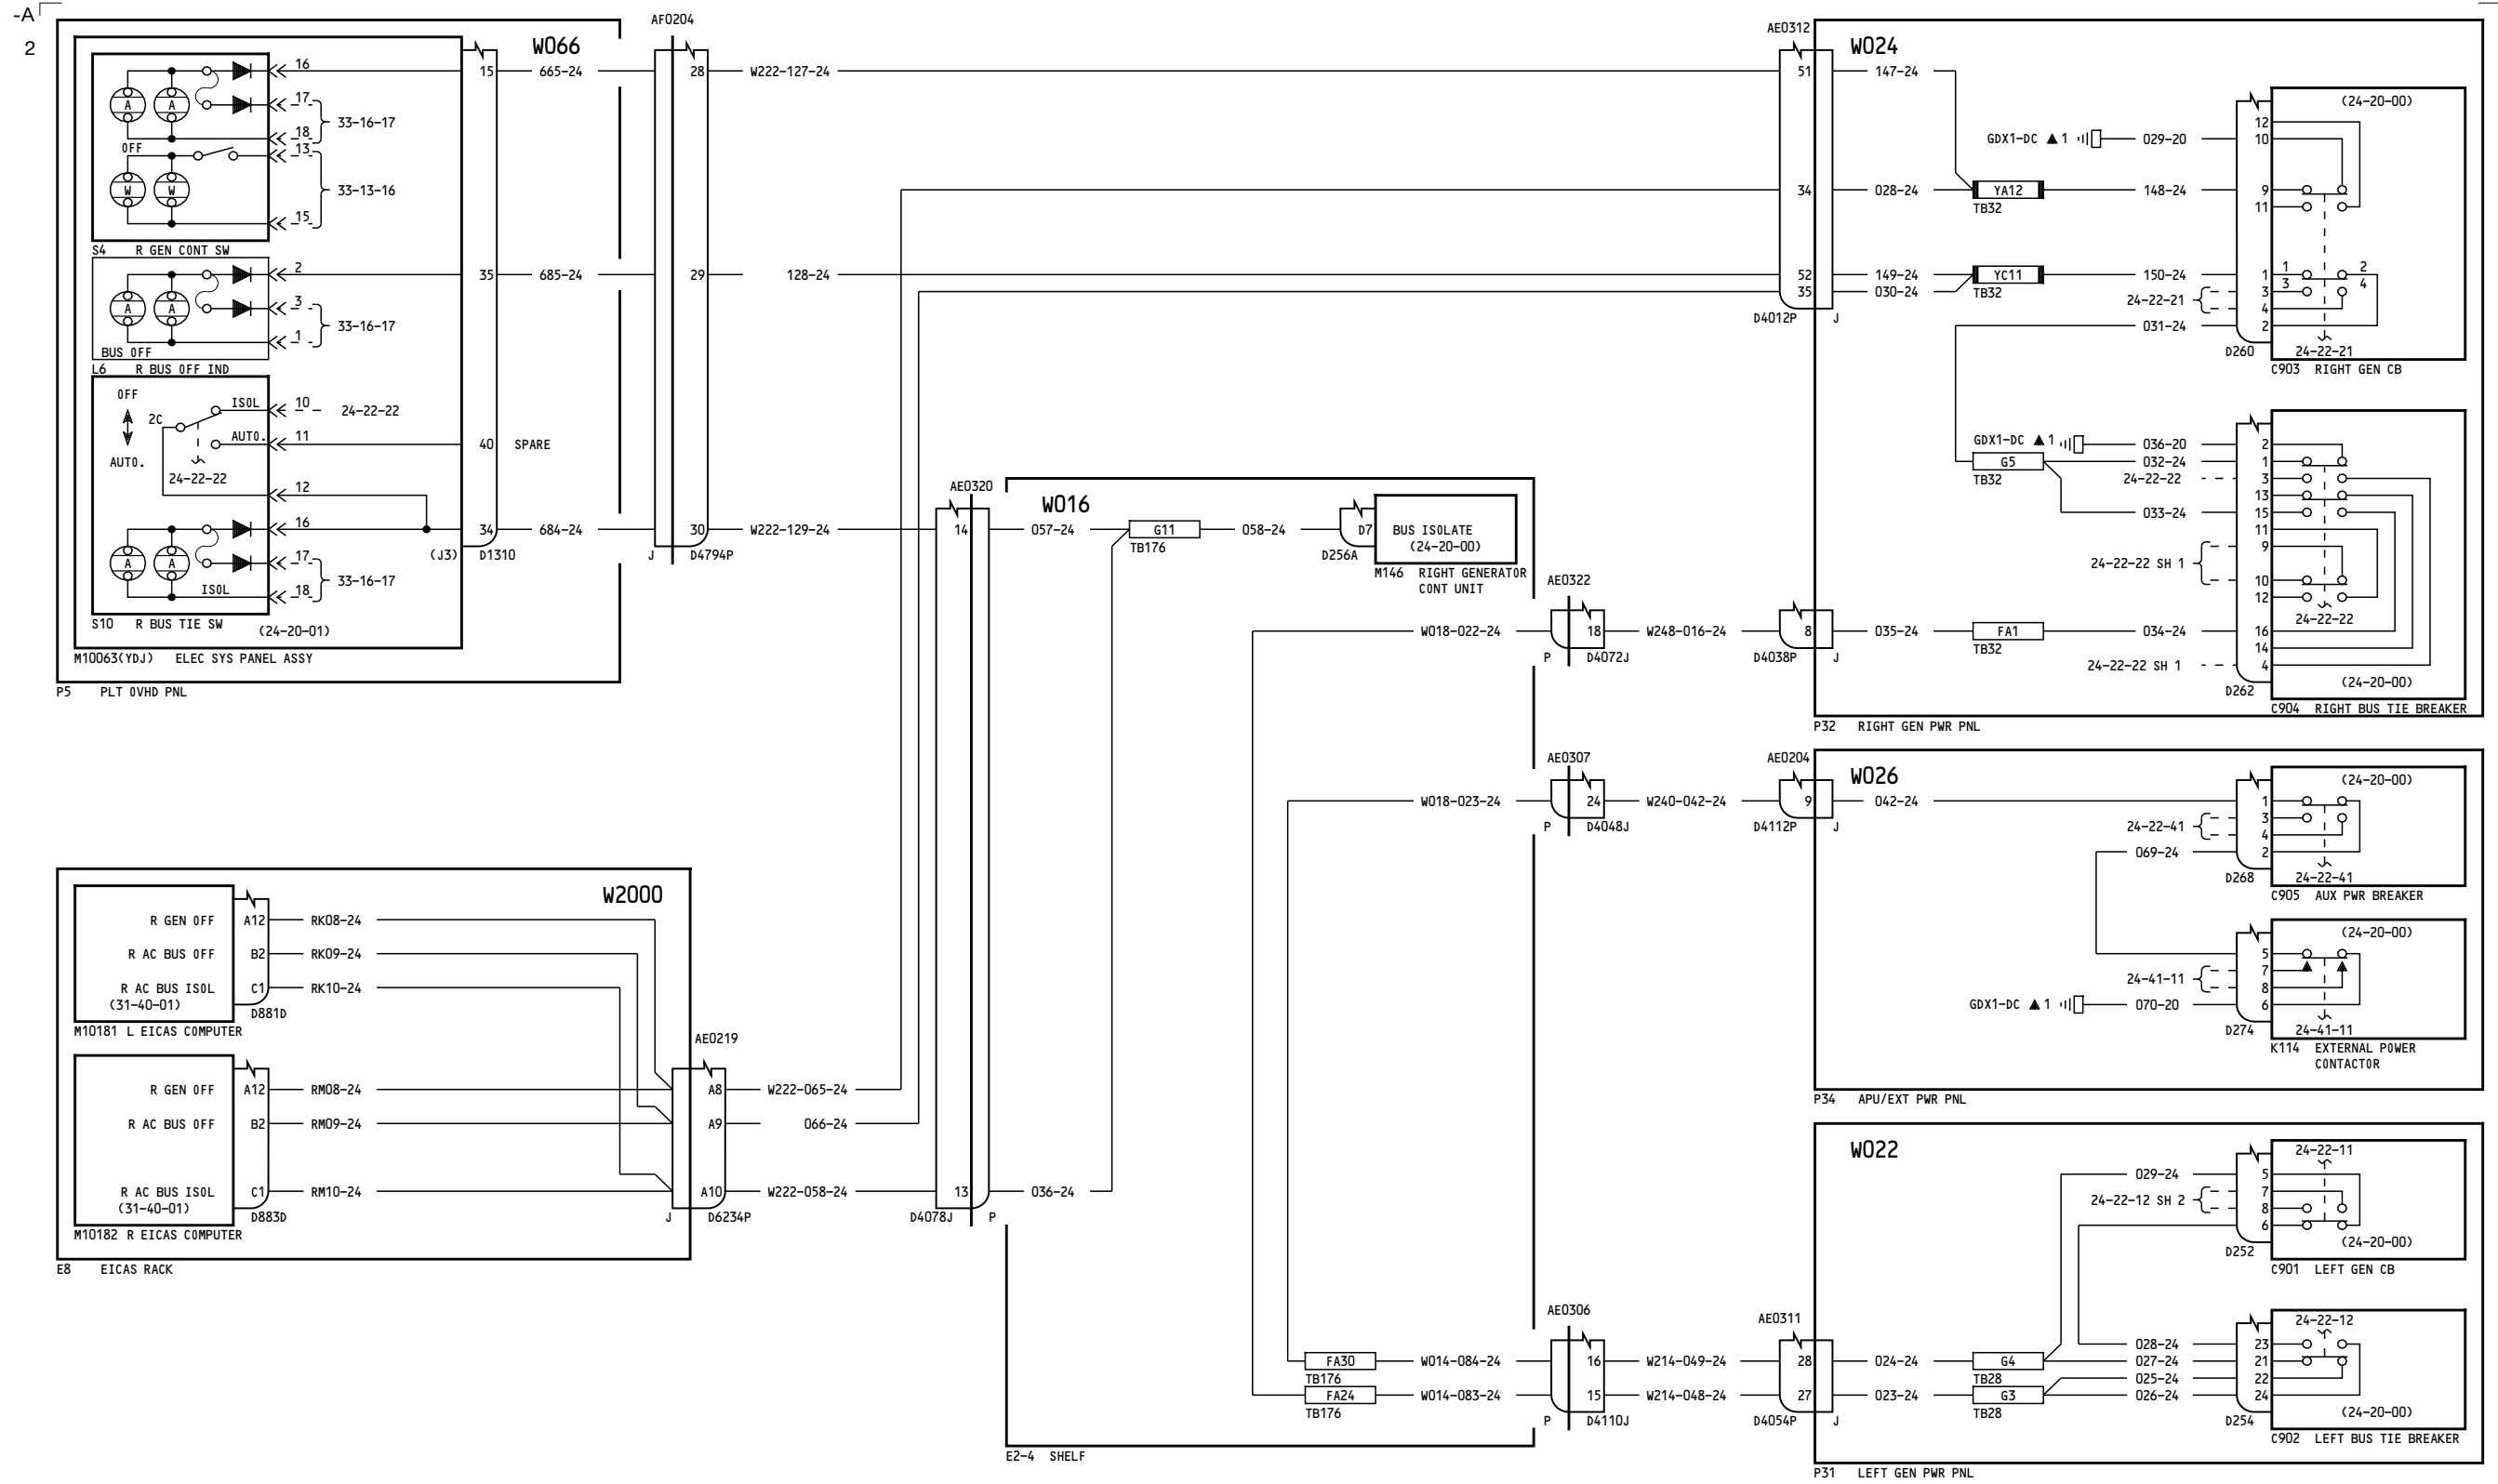 -A
2
W066
AF0204
16
15
665-24
28
W222-127-24
A
A
17
33-16-17
18
OFF
13
W
W
33-13-16
15
S4 R GEN CONT SW
2
35
685-24
29
128-24
A
A
3
33-16-17
1
BUS OFF
L6 R BUS OFF IND
OFF
2C
ISOL
10
24-22-22
AUTO.
11
40
SPARE
AUTO.
24-22-22
12
16
34
684-24
30
W222-129-24
(J3)
D1310
J
D4794P
A
A
17
33-16-17
ISOL
18
S10 R BUS TIE SW
(24-20-01)
M10063(YDJ) ELEC SYS PANEL ASSY
P5 PLT OVHD PNL
AE0312
W024
51
147-24
(24-20-00)
12
GDX1-DC ▲ 1
029-20
10
34
028-24
YA12
148-24
9
TB32
11
52
149-24
YC11
150-24
1
1
2
35
030-24
TB32
24-22-21
3
3
4
4
D4012P
J
031-24
2
D260
24-22-21
C903 RIGHT GEN CB
GDX1-DC ▲ 1
036-20
2
G5
032-24
1
TB32
24-22-22
3
13
033-24
15
11
24-22-22 SH 1
9
10
12
24-22-22
8
035-24
FA1
034-24
16
D4038P
J
TB32
14
24-22-22 SH 1
4
D262
(24-20-00)
C904 RIGHT BUS TIE BREAKER
P32 RIGHT GEN PWR PNL
AE0320
W016
14
057-24
G11
058-24
D7
BUS ISOLATE
(24-20-00)
TB176
D256A
M146 RIGHT GENERATOR
CONT UNIT
AE0322
W018-022-24
18
W248-016-24
P
D4072J
AE0307
W018-023-24
24
W240-042-24
P
D4048J
AE0204
W026
9
042-24
D4112P
J
(24-20-00)
1
24-22-41
3
4
069-24
2
D268
24-22-41
C905 AUX PWR BREAKER
(24-20-00)
5
24-41-11
7
8
GDX1-DC ▲ 1
070-20
6
D274
24-41-11
K114 EXTERNAL POWER
CONTACTOR
P34 APU/EXT PWR PNL
W2000
R GEN OFF
A12
RK08-24
R AC BUS OFF
B2
RK09-24
R AC BUS ISOL
C1
RK10-24
(31-40-01)
D881D
M10181 L EICAS COMPUTER
AE0219
R GEN OFF
A12
RM08-24
A8
W222-065-24
R AC BUS OFF
B2
RM09-24
A9
066-24
R AC BUS ISOL
C1
RM10-24
A10
W222-058-24
13
036-24
(31-40-01)
D883D
J
D6234P
D4078J
P
M10182 R EICAS COMPUTER
E8 EICAS RACK
W022
24-22-11
029-24
5
24-22-12 SH 2
7
8
6
D252
(24-20-00)
C901 LEFT GEN CB
AE0306
AE0311
24-22-12
028-24
23
FA30
W014-084-24
16
W214-049-24
28
024-24
G4
027-24
21
TB176
TB28
025-24
22
FA24
W014-083-24
15
W214-048-24
27
023-24
G3
026-24
24
TB176
P
D4110J
D4054P
J
TB28
D254
(24-20-00)
C902 LEFT BUS TIE BREAKER
E2-4 SHELF
P31 LEFT GEN PWR PNL